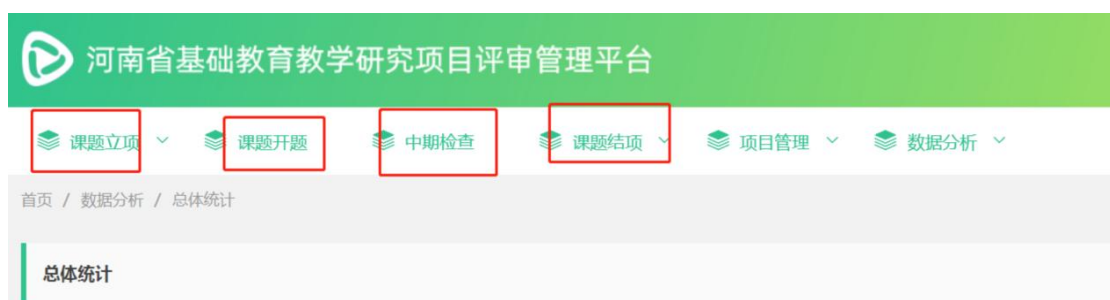 河南省基础教育教学研究项目评审管理平台
课题立项 课题开题 中期检查 课题结项 项目管理 数据分析
首页 / 数据分析 / 总体统计
总体统计